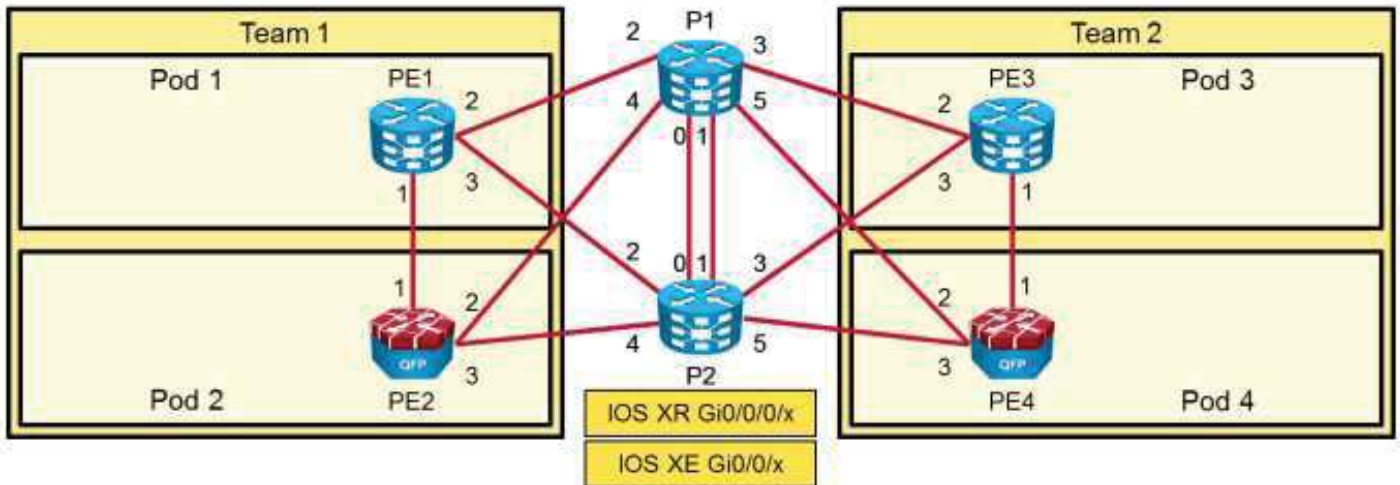 Team 1
P1
Team 2
Pod 1
PE1
2
3
1
2
3
4
5
0 1
PE3
Pod 3
2
3
1
1
2
3
QFP
Pod 2
PE2
2
0 1
3
4
5
P2
IOS XR Gi0/0/0/x
IOS XE Gi0/0/x
2
1
3
QFP
PE4
Pod 4